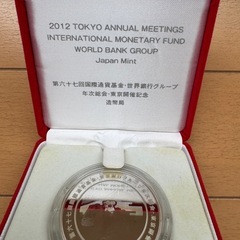 2012 TOKYO ANNUAL MEETINGS
INTERNATIONAL MONETARY FUND
WORLD BANK GROUP
Japan Mint
第六十七回国際通貨基金・世界銀行グループ
年次総会・東京開催記念
造幣局